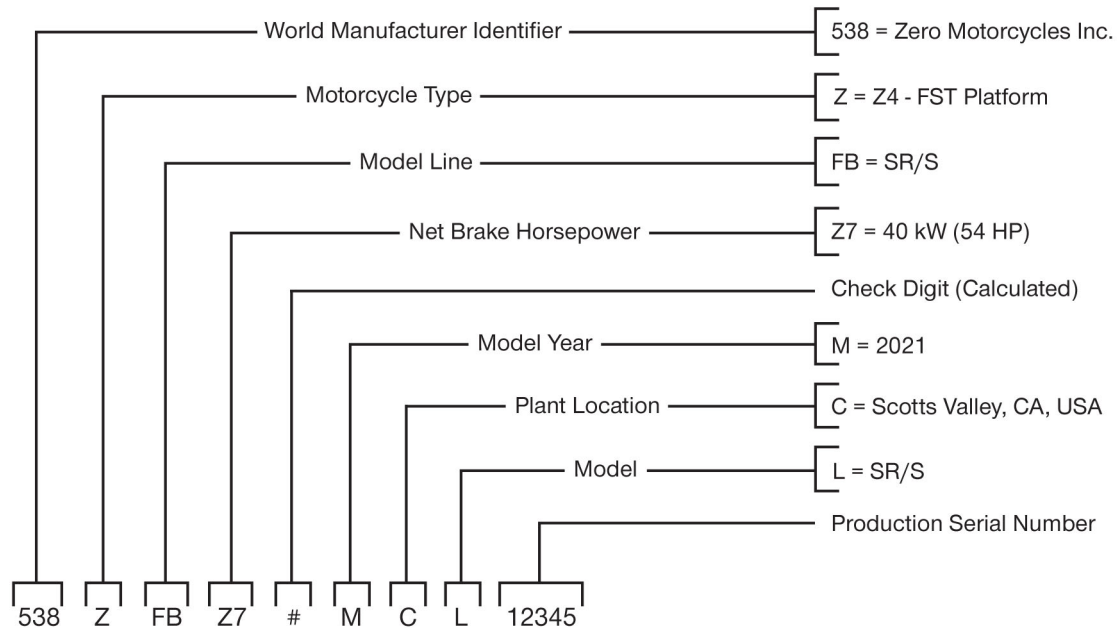 World Manufacturer Identifier 538 = Zero Motorcycles Inc.
Motorcycle Type Z = Z4 - FST Platform
Model Line FB = SR/S
Net Brake Horsepower Z7 = 40 kW (54 HP)
Check Digit (Calculated)
Model Year M = 2021
Plant Location C = Scotts Valley, CA, USA
Model L = SR/S
Production Serial Number
538 Z FB Z7 # M C L 12345